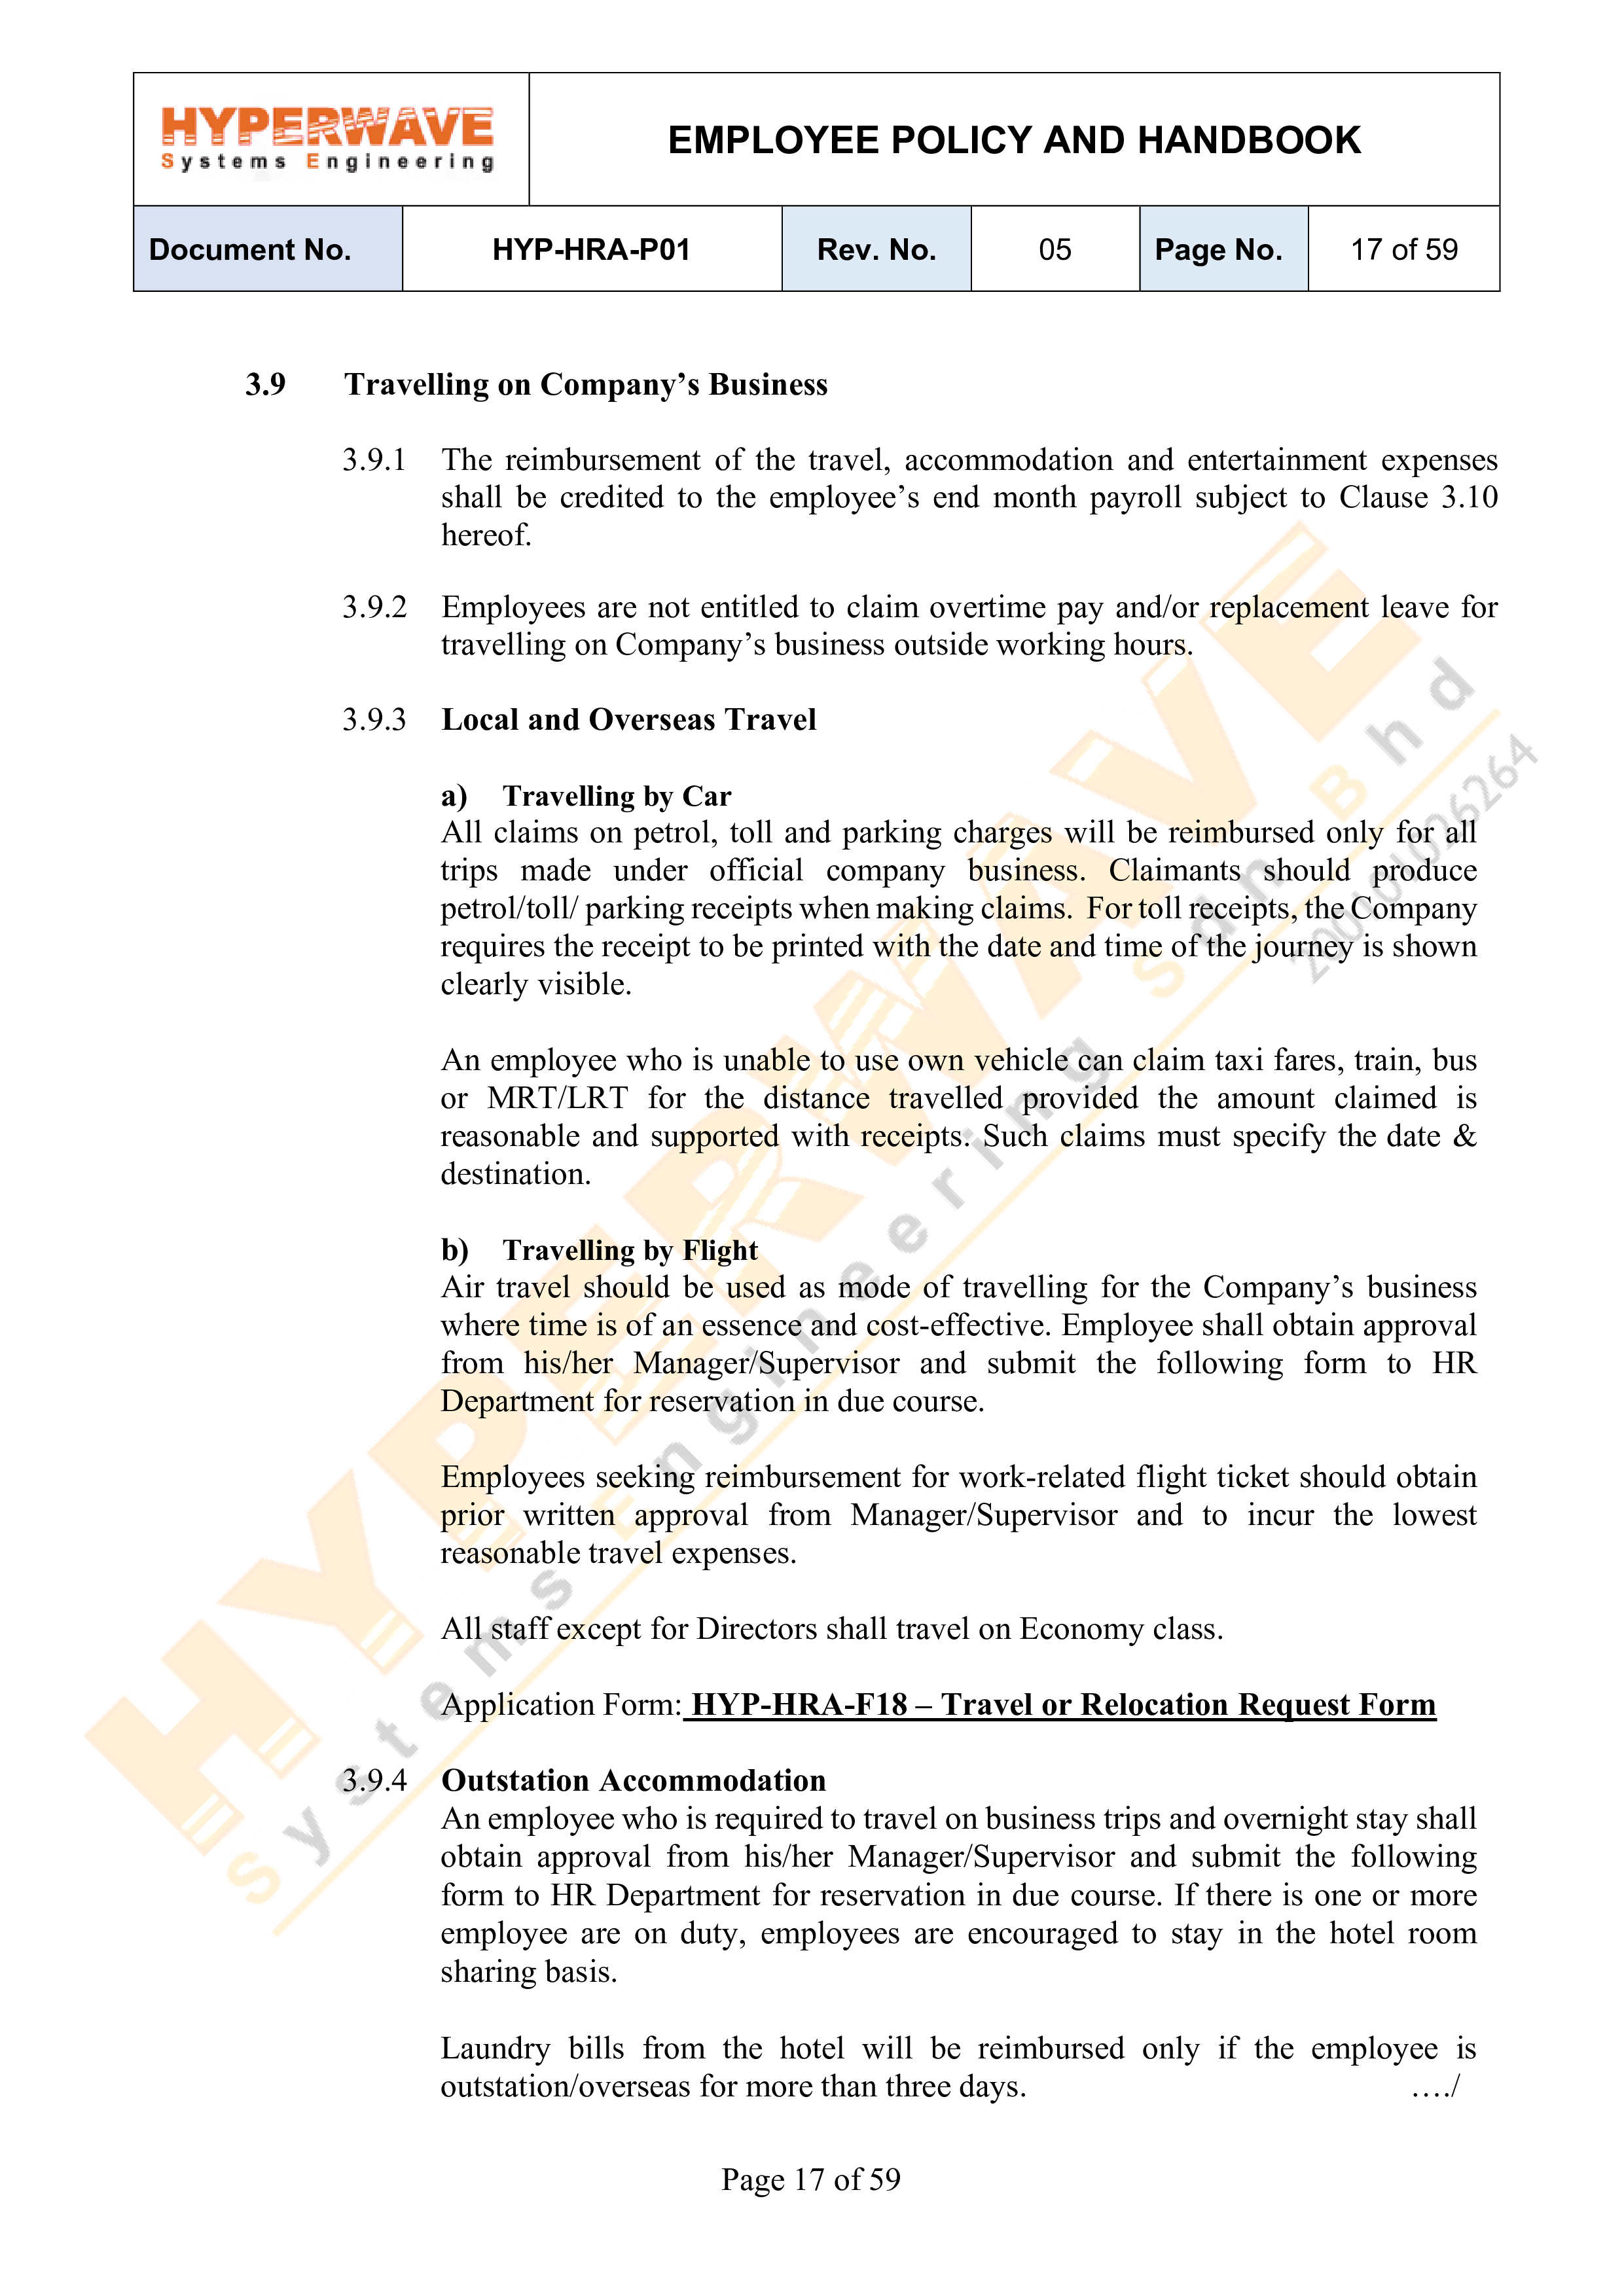 HYPERWAVE
Systems Engineering
EMPLOYEE POLICY AND HANDBOOK
Document No. HYP-HRA-P01 Rev. No. 05 Page No. 17 of 59
3.9 Travelling on Company’s Business
3.9.1 The reimbursement of the travel, accommodation and entertainment expenses
shall be credited to the employee’s end month payroll subject to Clause 3.10
hereof.
3.9.2 Employees are not entitled to claim overtime pay and/or replacement leave for
travelling on Company’s business outside working hours.
3.9.3 Local and Overseas Travel
a) Travelling by Car
All claims on petrol, toll and parking charges will be reimbursed only for all
trips made under official company business. Claimants should produce
petrol/toll/ parking receipts when making claims. For toll receipts, the Company
requires the receipt to be printed with the date and time of the journey is shown
clearly visible.
An employee who is unable to use own vehicle can claim taxi fares, train, bus
or MRT/LRT for the distance travelled provided the amount claimed is
reasonable and supported with receipts. Such claims must specify the date &
destination.
b) Travelling by Flight
Air travel should be used as mode of travelling for the Company’s business
where time is of an essence and cost-effective. Employee shall obtain approval
from his/her Manager/Supervisor and submit the following form to HR
Department for reservation in due course.
Employees seeking reimbursement for work-related flight ticket should obtain
prior written approval from Manager/Supervisor and to incur the lowest
reasonable travel expenses.
All staff except for Directors shall travel on Economy class.
Application Form: HYP-HRA-F18 – Travel or Relocation Request Form
3.9.4 Outstation Accommodation
An employee who is required to travel on business trips and overnight stay shall
obtain approval from his/her Manager/Supervisor and submit the following
form to HR Department for reservation in due course. If there is one or more
employee are on duty, employees are encouraged to stay in the hotel room
sharing basis.
Laundry bills from the hotel will be reimbursed only if the employee is
outstation/overseas for more than three days. …./
Page 17 of 59
HYPERWAVE
Systems Engineering Sdn Bhd
200101026264